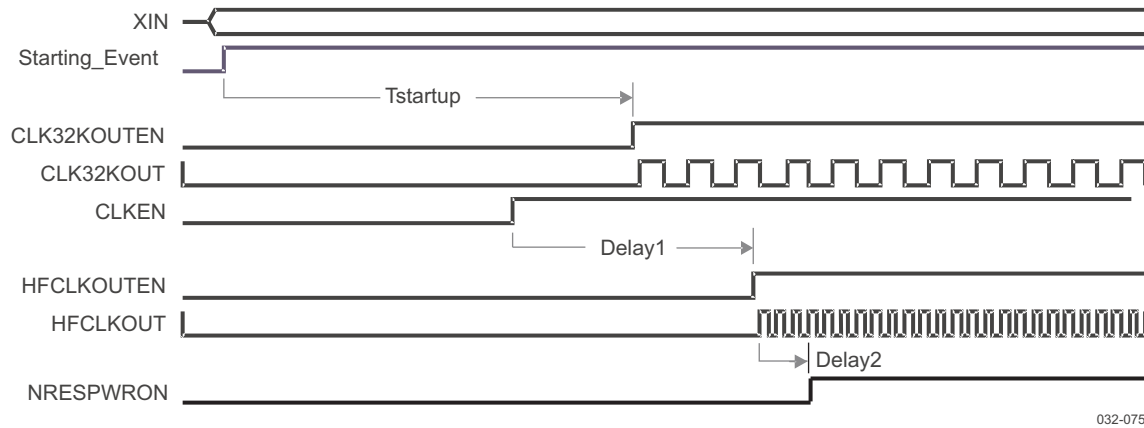 XIN
Starting_Event
Tstartup
CLK32KOUTEN
CLK32KOUT
CLKEN
Delay1
HFCLKOUTEN
HFCLKOUT
Delay2
NRESPWRON
032-075